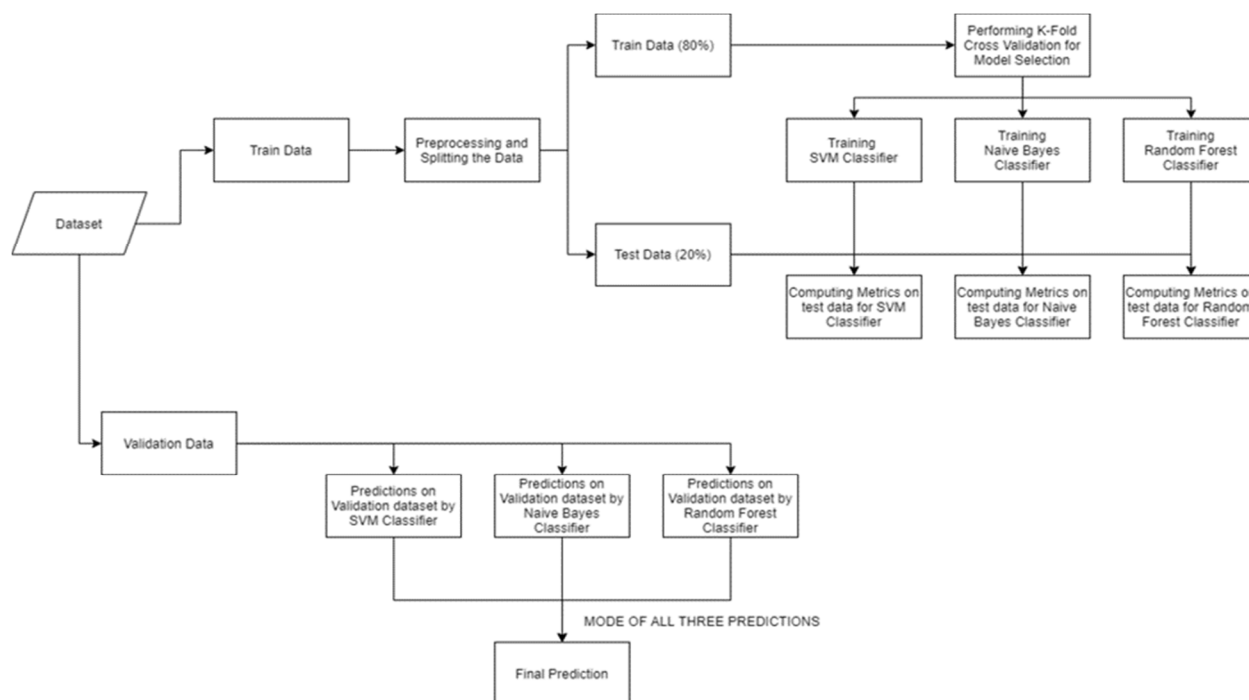 Train Data (80%)
Performing K-Fold
Cross Validation for
Model Selection
Train Data
Preprocessing and
Splitting the Data
Training
SVM Classifier
Training
Naive Bayes
Classifier
Training
Random Forest
Classifier
Dataset
Test Data (20%)
Computing Metrics on
test data for SVM
Classifier
Computing Metrics on
test data for Naive
Bayes Classifier
Computing Metrics on
test data for Random
Forest Classifier
Validation Data
Predictions on
Validation dataset by
SVM Classifier
Predictions on
Validation dataset by
Naive Bayes
Classifier
Predictions on
Validation dataset by
Random Forest
Classifier
MODE OF ALL THREE PREDICTIONS
Final Prediction